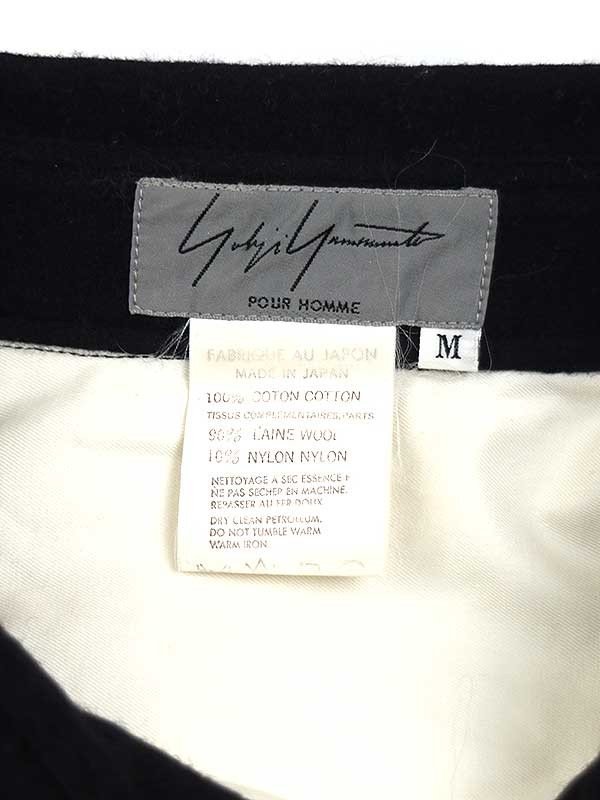 Yohji Yamamoto
POUR HOMME
M
FABRIQUE AU JAPON
MADE IN JAPAN
100% COTON COTTON
TISSUS COMPLEMENTAIRES, PARTS
90% LAINE WOOL
10% NYLON NYLON
NETTOYAGE A SEC ESSENCE F
NE PAS SECHER EN MACHINE.
REPASSER AU FER DOUX.
DRY CLEAN PETROLEUM.
DO NOT TUMBLE WARM
WARM IRON.